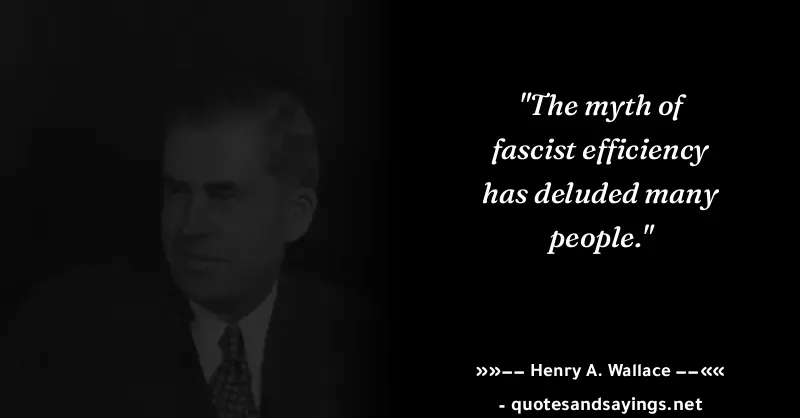 "The myth of
fascist efficiency
has deluded many
people."
»»−− Henry A. Wallace −−««
- quotesandsayings.net